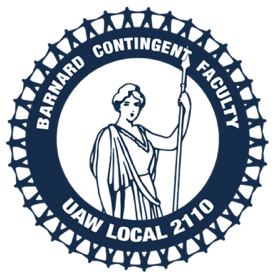 BARNARD CONTINGENT FACULTY
UAW LOCAL 2110